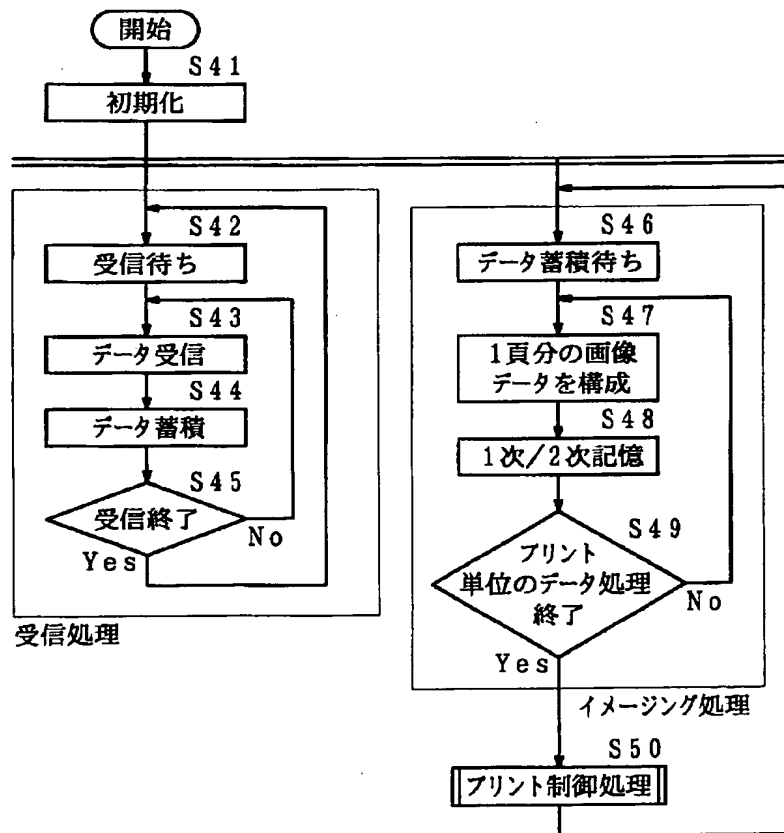 開始
S41
初期化
S42
受信待ち
S43
データ受信
S44
データ蓄積
S45
受信終了
No
Yes
受信処理
S46
データ蓄積待ち
S47
1頁分の画像
データを構成
S48
1次/2次記憶
S49
プリント
単位のデータ処理
終了
No
Yes
イメージング処理
S50
プリント制御処理